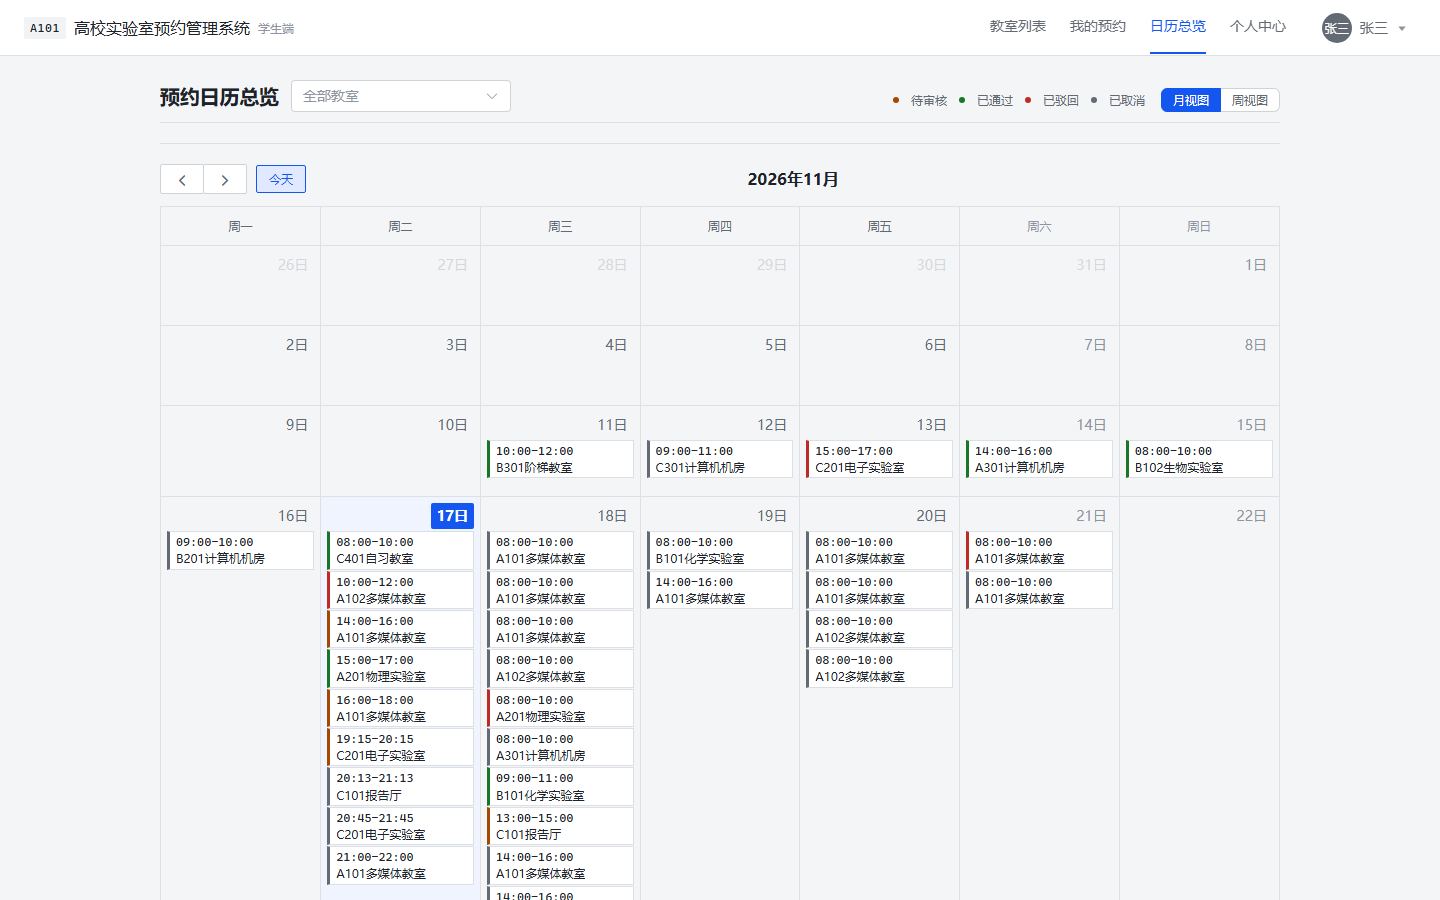 A101 高校实验室预约管理系统 学生端 教室列表 我的预约 日历总览 个人中心 张三 张三
预约日历总览 全部教室 待审核 已通过 已驳回 已取消 月视图 周视图
今天 2026年11月
周一 周二 周三 周四 周五 周六 周日
26日 27日 28日 29日 30日 31日 1日
2日 3日 4日 5日 6日 7日 8日
9日 10日 11日 12日 13日 14日 15日
10:00-12:00
B301阶梯教室
09:00-11:00
C301计算机机房
15:00-17:00
C201电子实验室
14:00-16:00
A301计算机机房
08:00-10:00
B102生物实验室
16日 17日 18日 19日 20日 21日 22日
09:00-10:00
B201计算机机房
08:00-10:00
C401自习教室
10:00-12:00
A102多媒体教室
14:00-16:00
A101多媒体教室
15:00-17:00
A201物理实验室
16:00-18:00
A101多媒体教室
19:15-20:15
C201电子实验室
20:13-21:13
C101报告厅
20:45-21:45
C201电子实验室
21:00-22:00
A101多媒体教室
08:00-10:00
A101多媒体教室
08:00-10:00
A101多媒体教室
08:00-10:00
A101多媒体教室
08:00-10:00
A102多媒体教室
08:00-10:00
A201物理实验室
08:00-10:00
A301计算机机房
09:00-11:00
B101化学实验室
13:00-15:00
C101报告厅
14:00-16:00
A101多媒体教室
14:00-16:00
08:00-10:00
B101化学实验室
14:00-16:00
A101多媒体教室
08:00-10:00
A101多媒体教室
08:00-10:00
A101多媒体教室
08:00-10:00
A102多媒体教室
08:00-10:00
A102多媒体教室
08:00-10:00
A101多媒体教室
08:00-10:00
A101多媒体教室